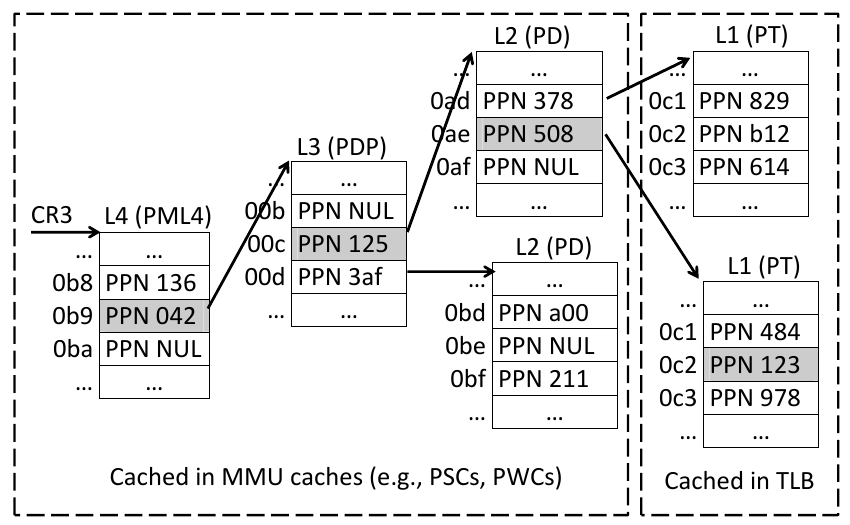 CR3
L4 (PML4)
... ...
0b8 PPN 136
0b9 PPN 042
0ba PPN NUL
... ...
L3 (PDP)
... ...
00b PPN NUL
00c PPN 125
00d PPN 3af
... ...
L2 (PD)
... ...
0ad PPN 378
0ae PPN 508
0af PPN NUL
... ...
L2 (PD)
... ...
0bd PPN a00
0be PPN NUL
0bf PPN 211
... ...
Cached in MMU caches (e.g., PSCs, PWCs)
L1 (PT)
... ...
0c1 PPN 829
0c2 PPN b12
0c3 PPN 614
... ...
L1 (PT)
... ...
0c1 PPN 484
0c2 PPN 123
0c3 PPN 978
... ...
Cached in TLB